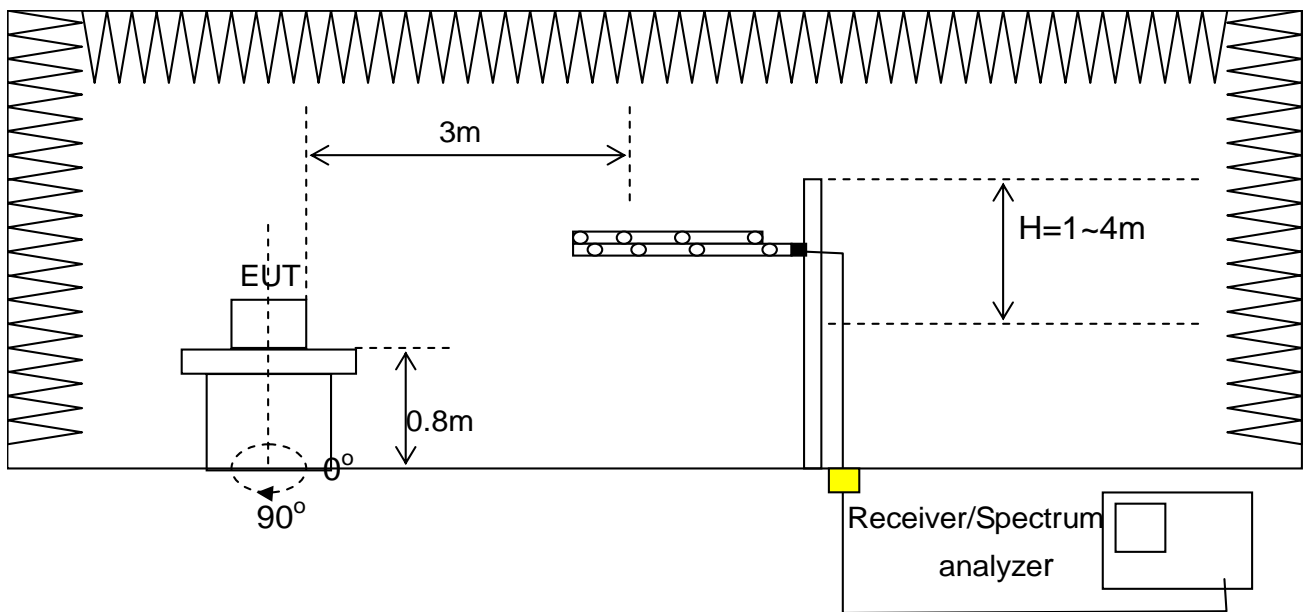 3m
H=1~4m
EUT
0.8m
0°
90°
Receiver/Spectrum
analyzer